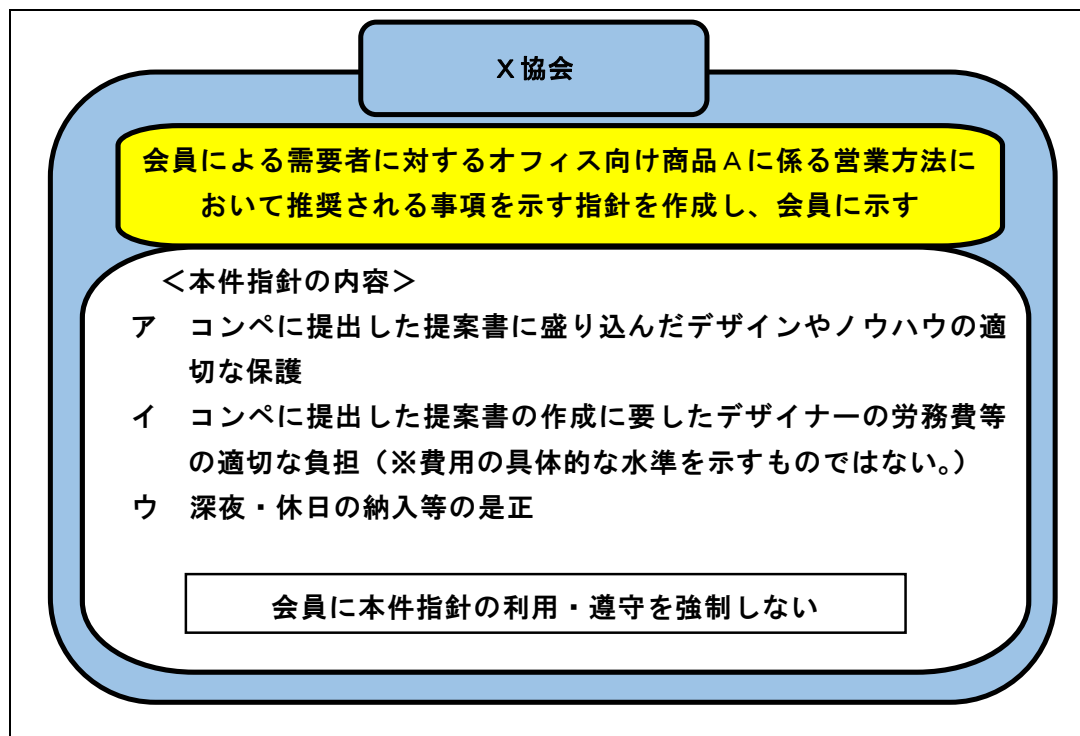 X協会
会員による需要者に対するオフィス向け商品Aに係る営業方法に
おいて推奨される事項を示す指針を作成し、会員に示す
<本件指針の内容>
ア コンペに提出した提案書に盛り込んだデザインやノウハウの適
切な保護
イ コンペに提出した提案書の作成に要したデザイナーの労務費等
の適切な負担(※費用の具体的な水準を示すものではない。)
ウ 深夜・休日の納入等の是正
会員に本件指針の利用・遵守を強制しない